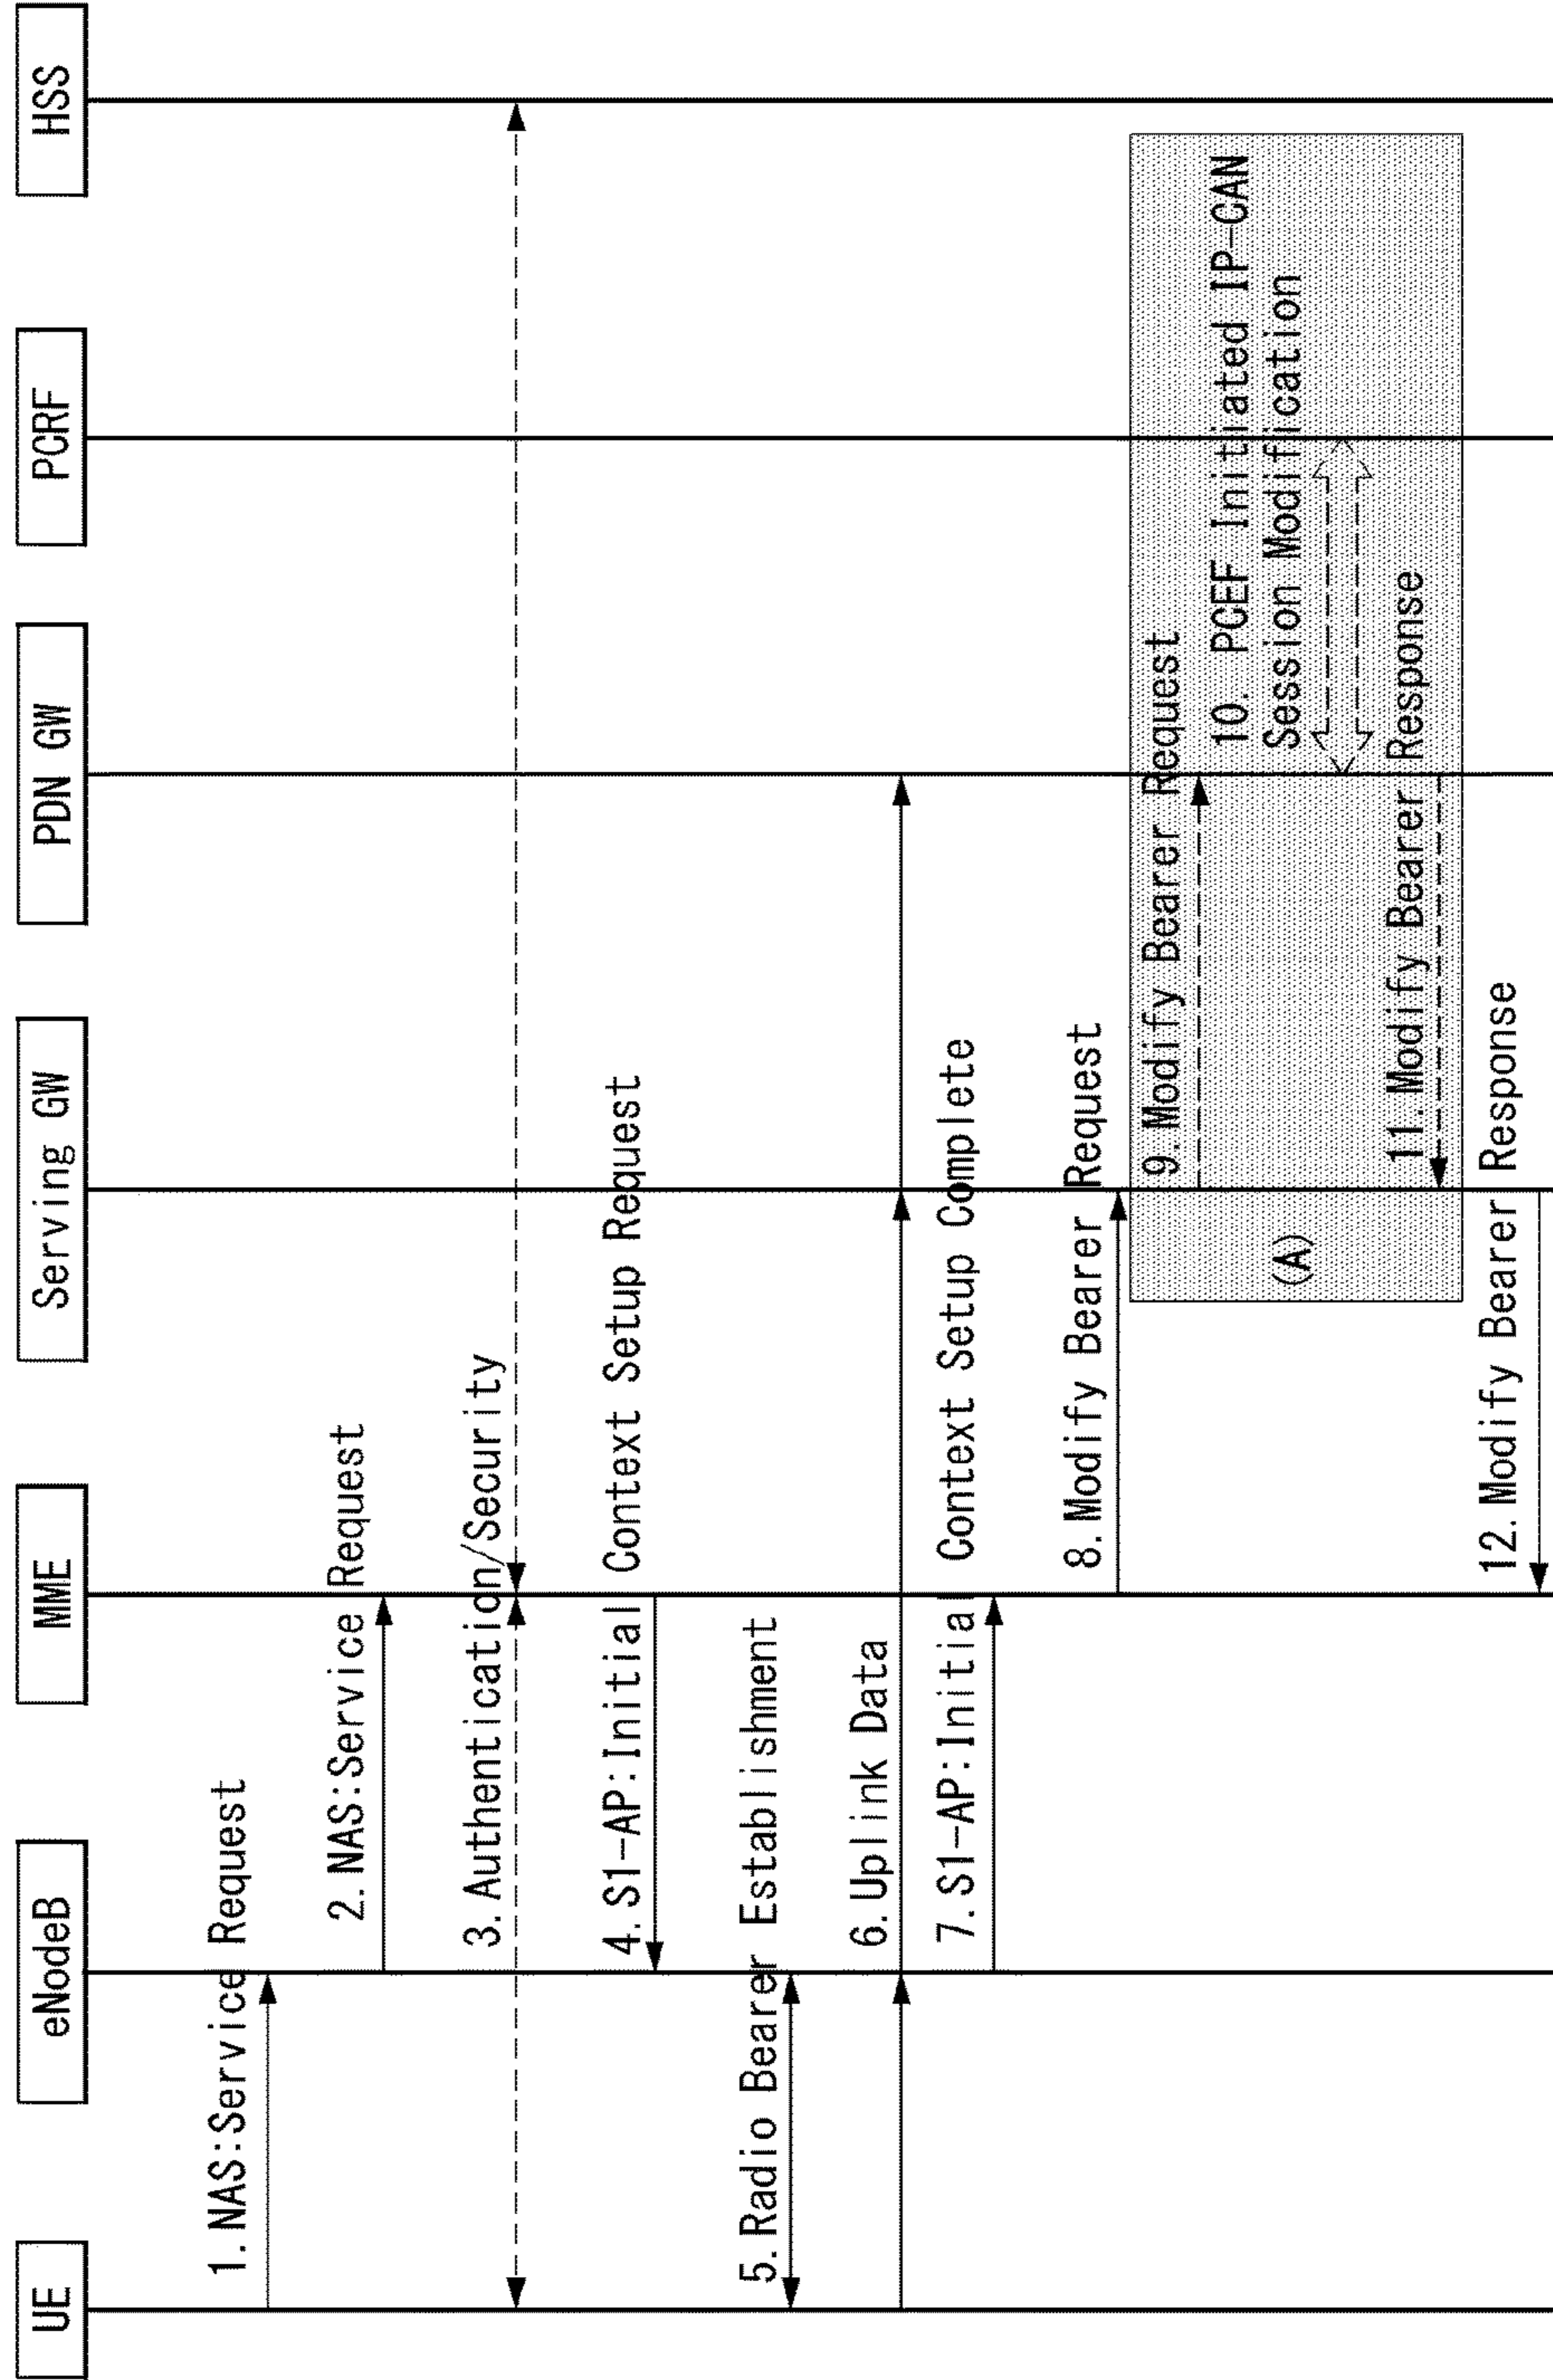 UE
eNodeB
MME
Serving GW
PDN GW
PCRF
HSS
1.NAS:Service Request
2.NAS:Service Request
3.Authentication/Security
4.S1-AP:Initial Context Setup Request
5.Radio Bearer Establishment
6.Uplink Data
7.S1-AP:Initial Context Setup Complete
8.Modify Bearer Request
9.Modify Bearer Request
(A)
10. PCEF Initiated IP-CAN
Session Modification
11.Modify Bearer Response
12.Modify Bearer Response